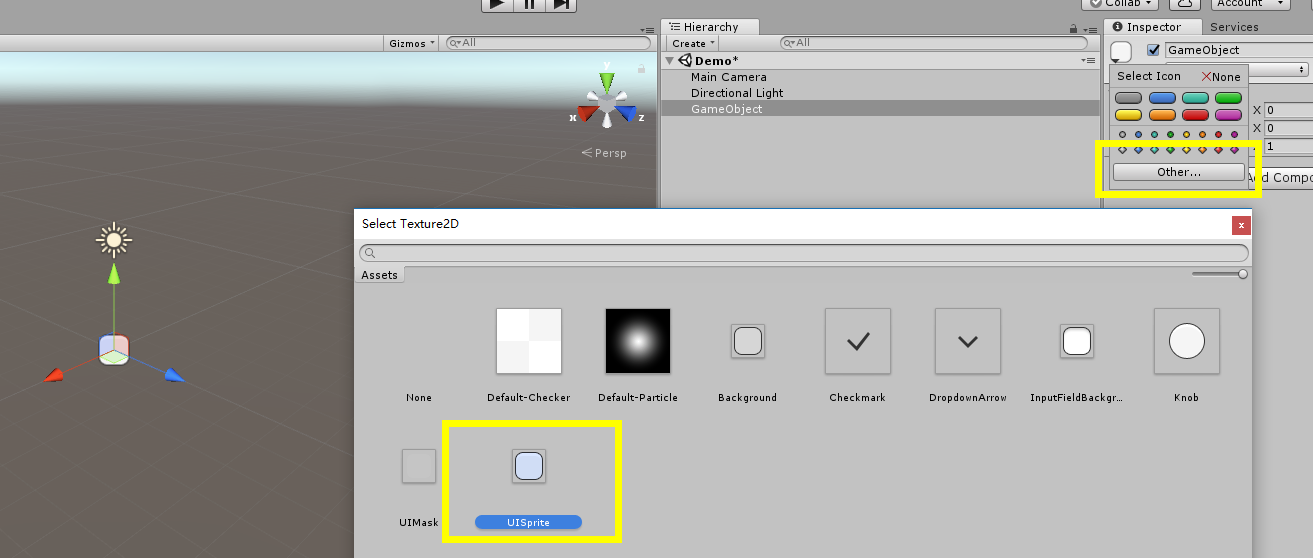 Collab
Account
Gizmos
All
y
x
z
Persp
Hierarchy
Create
All
Demo*
Main Camera
Directional Light
GameObject
Inspector
Services
GameObject
Select Icon
None
X 0
X 0
1
Other...
Add Compo
Select Texture2D
x
Assets
None
Default-Checker
Default-Particle
Background
Checkmark
DropdownArrow
InputFieldBackgr...
Knob
UIMask
UISprite